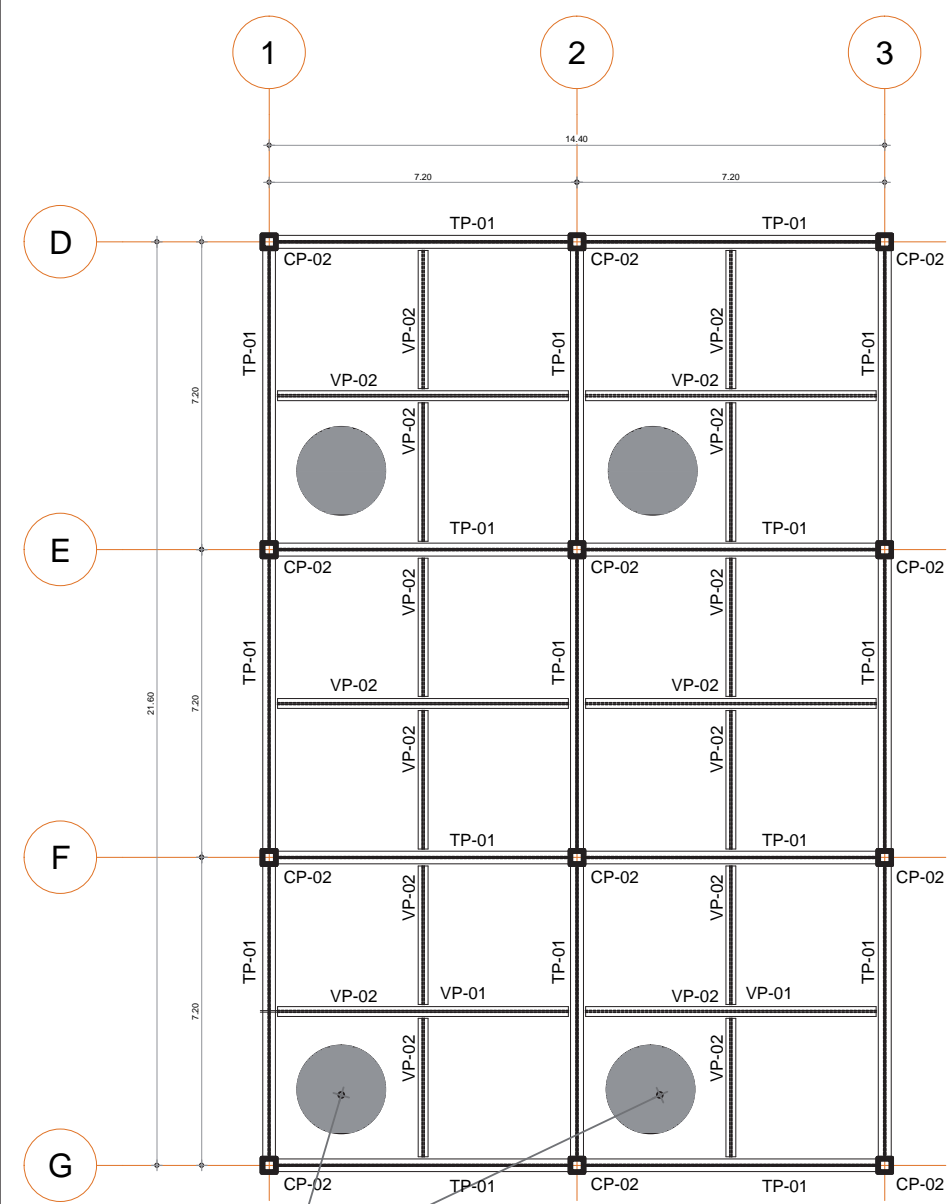 1 2 3
14.40
7.20 7.20
D TP-01 TP-01
CP-02 CP-02 CP-02
TP-01 VP-02 TP-01 VP-02 TP-01
7.20
VP-02 VP-02
VP-02 VP-02
TP-01 TP-01
E
CP-02 CP-02 CP-02
VP-02 VP-02
TP-01 TP-01 TP-01
VP-02 VP-02
21.60 7.20
VP-02 VP-02
TP-01 TP-01
F
CP-02 CP-02 CP-02
VP-02 VP-02
TP-01 TP-01 TP-01
VP-02 VP-01 VP-02 VP-01
7.20
VP-02 VP-02
G
CP-02 TP-01 CP-02 TP-01 CP-02